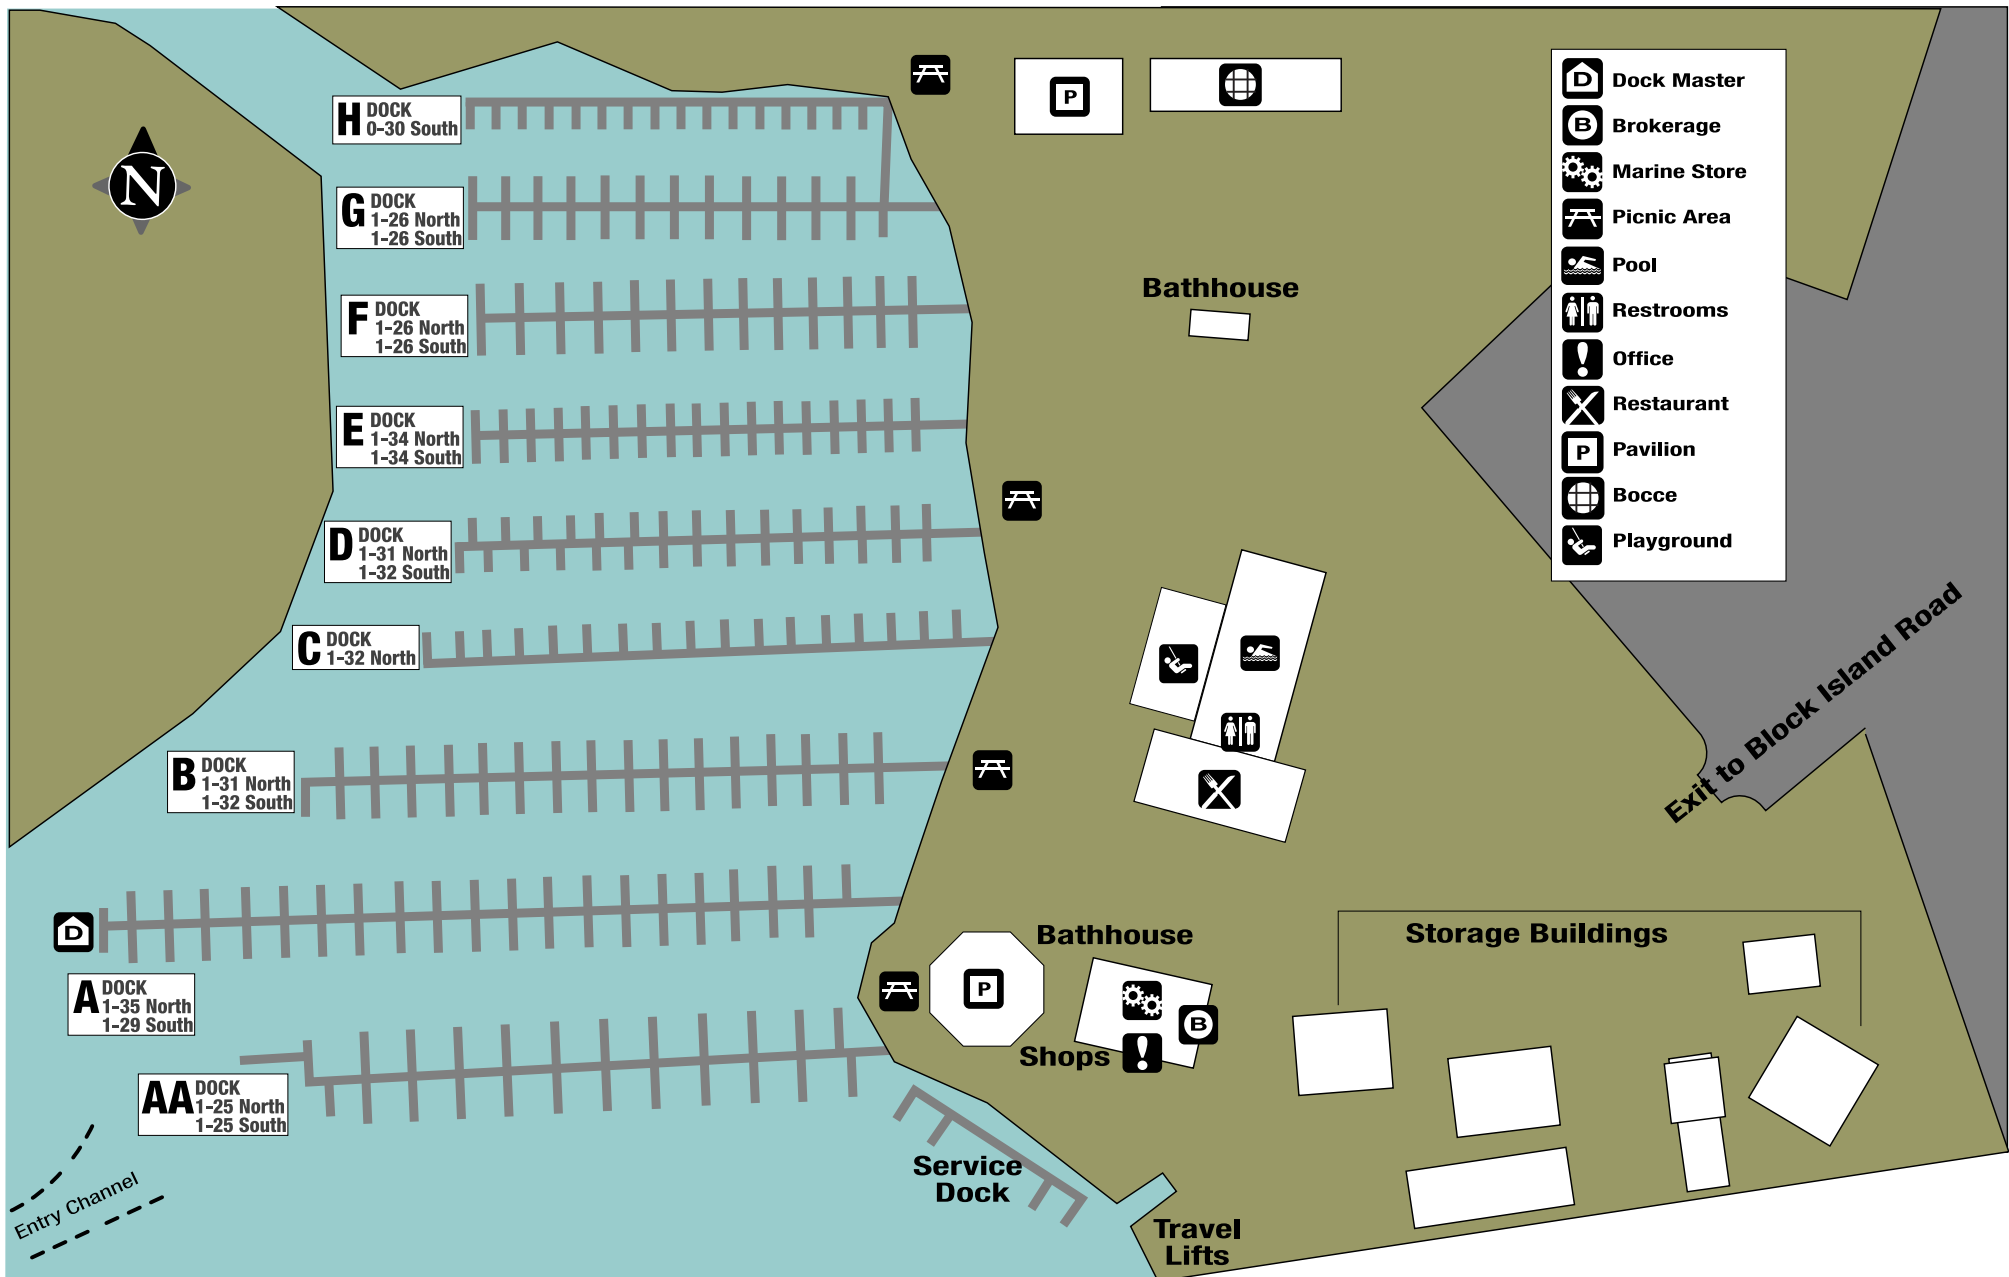 H DOCK
0-30 South
N
G DOCK
1-26 North
1-26 South
F DOCK
1-26 North
1-26 South
E DOCK
1-34 North
1-34 South
D DOCK
1-31 North
1-32 South
C DOCK
1-32 North
B DOCK
1-31 North
1-32 South
D
A DOCK
1-35 North
1-29 South
AA DOCK
1-25 North
1-25 South
Entry Channel
P
Bathhouse
D Dock Master
B Brokerage
Marine Store
Picnic Area
Pool
Restrooms
Office
Restaurant
P Pavilion
Bocce
Playground
Exit to Block Island Road
Bathhouse
P
B
Shops
Storage Buildings
Service
Dock
Travel
Lifts